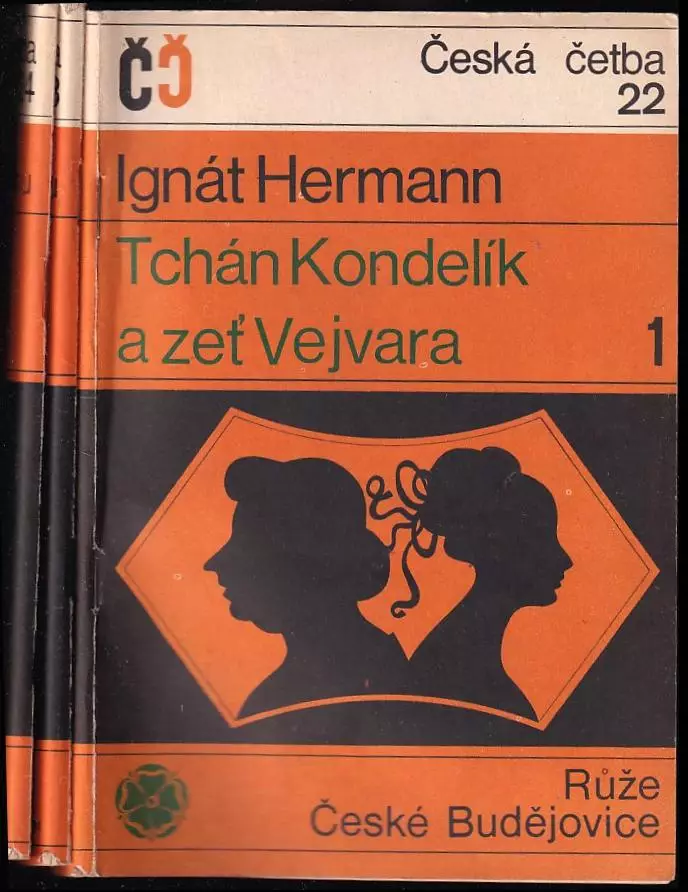 ČČ
Česká četba
22
Ignát Hermann
Tchán Kondelík
a zeť Vejvara 1
Růže
České Budějovice